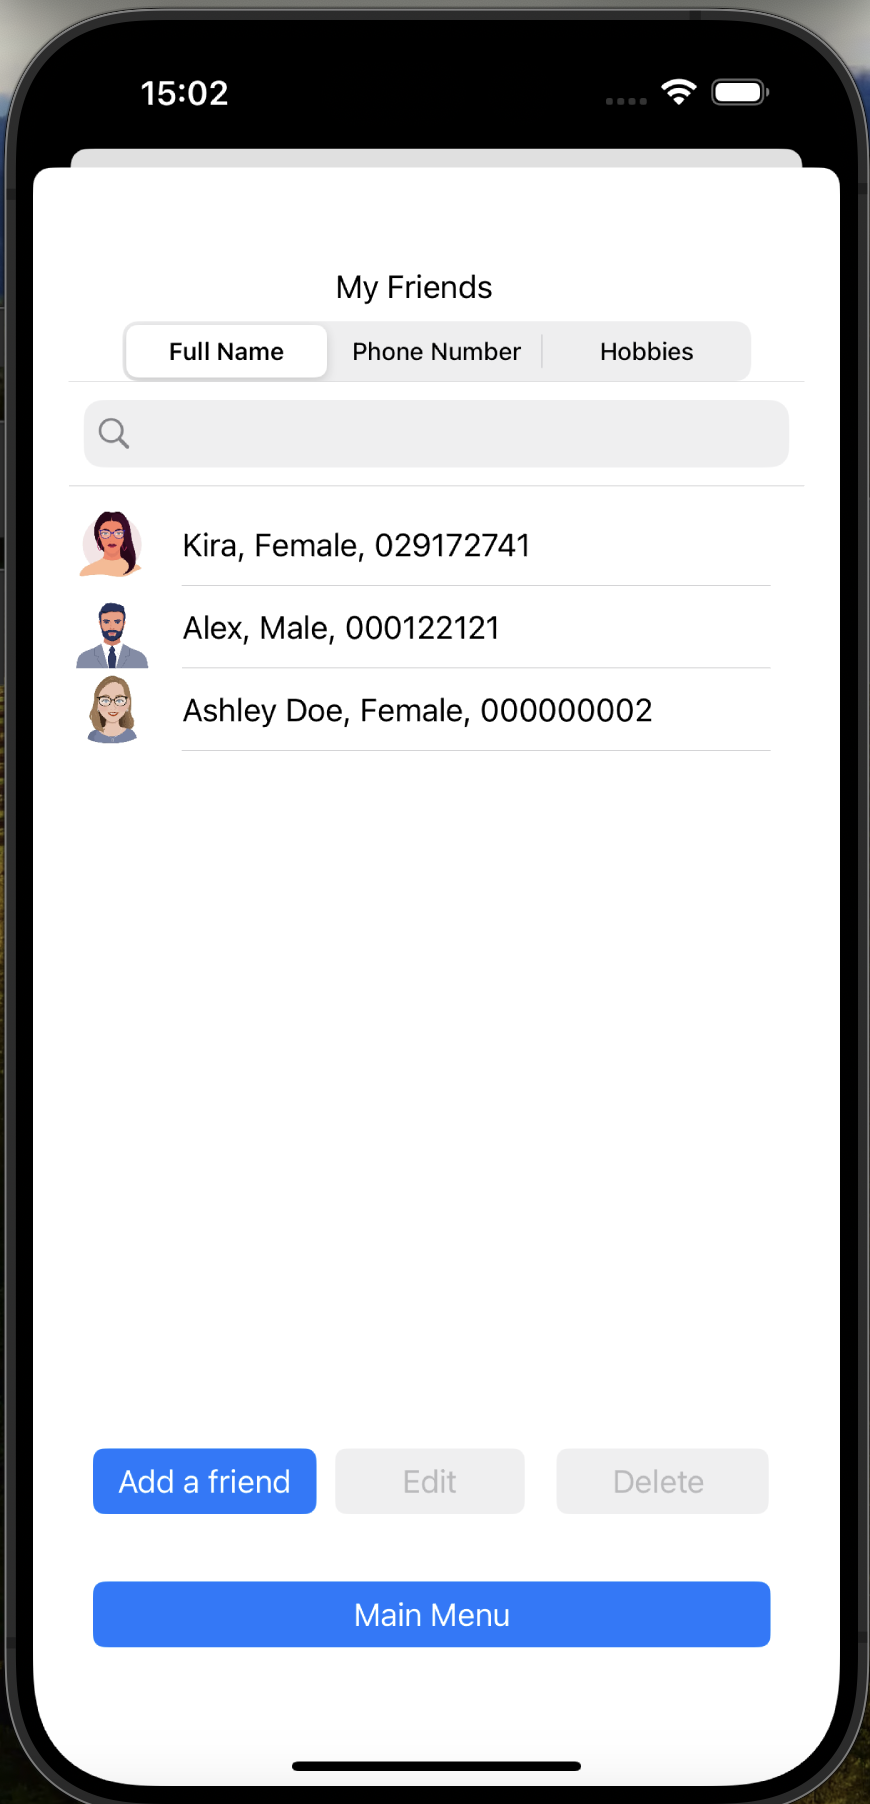 15:02
My Friends
Full Name Phone Number Hobbies
Kira, Female, 029172741
Alex, Male, 000122121
Ashley Doe, Female, 000000002
Add a friend Edit Delete
Main Menu